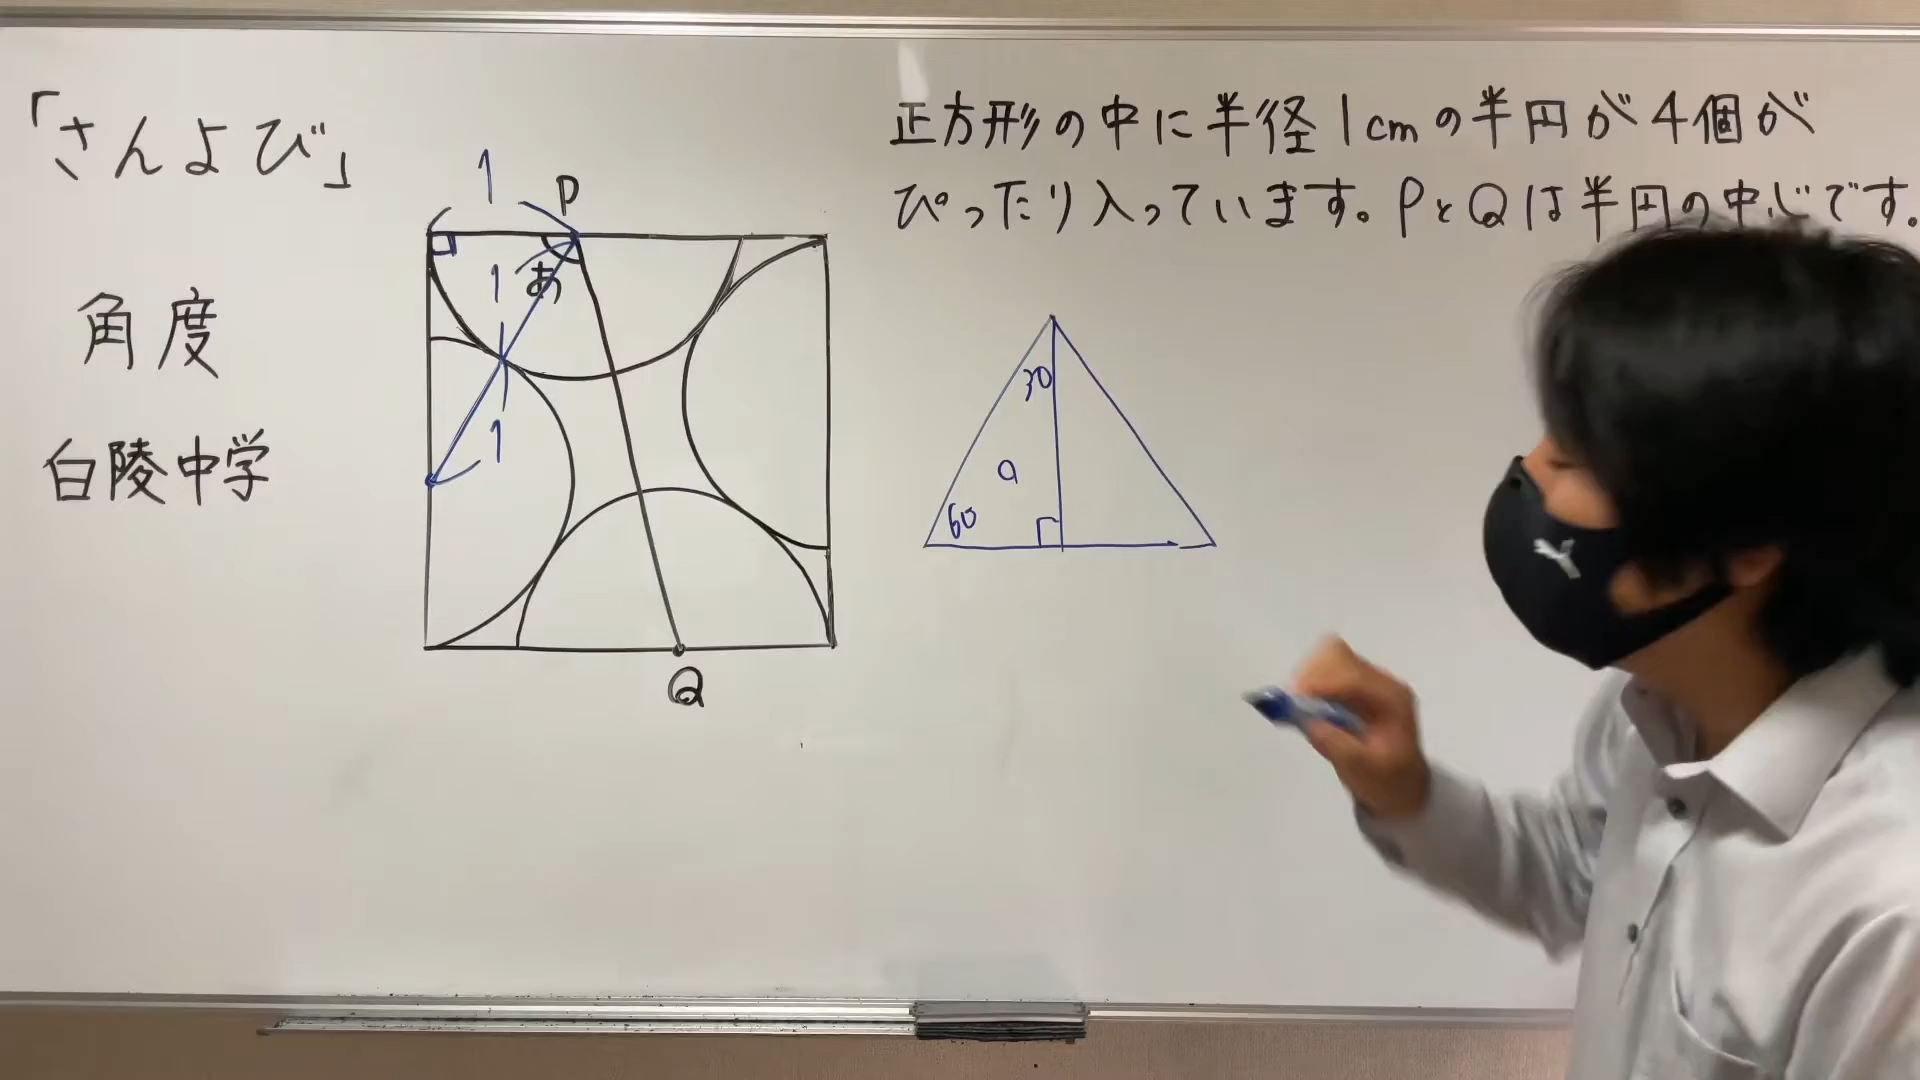 「さんよび」
角度
白陵中学
正方形の中に半径1cmの半円が4個が
ぴったり入っています。PとQは半円の中心です。
1
P
1
あ
1
Q
30
a
60